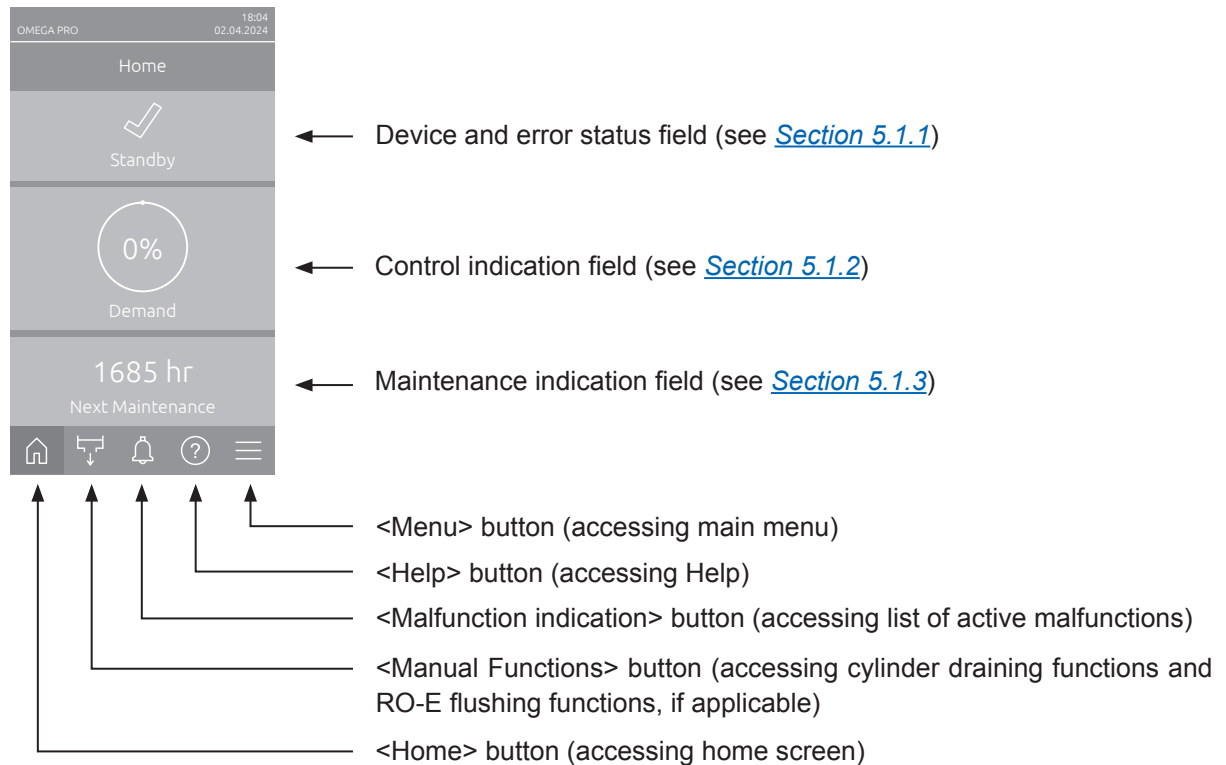 18:04
OMEGA PRO 02.04.2024
Home
Standby
Device and error status field (see Section 5.1.1)
0%
Demand
Control indication field (see Section 5.1.2)
1685 hr
Next Maintenance
Maintenance indication field (see Section 5.1.3)
?
<Menu> button (accessing main menu)
<Help> button (accessing Help)
<Malfunction indication> button (accessing list of active malfunctions)
<Manual Functions> button (accessing cylinder draining functions and
RO-E flushing functions, if applicable)
<Home> button (accessing home screen)